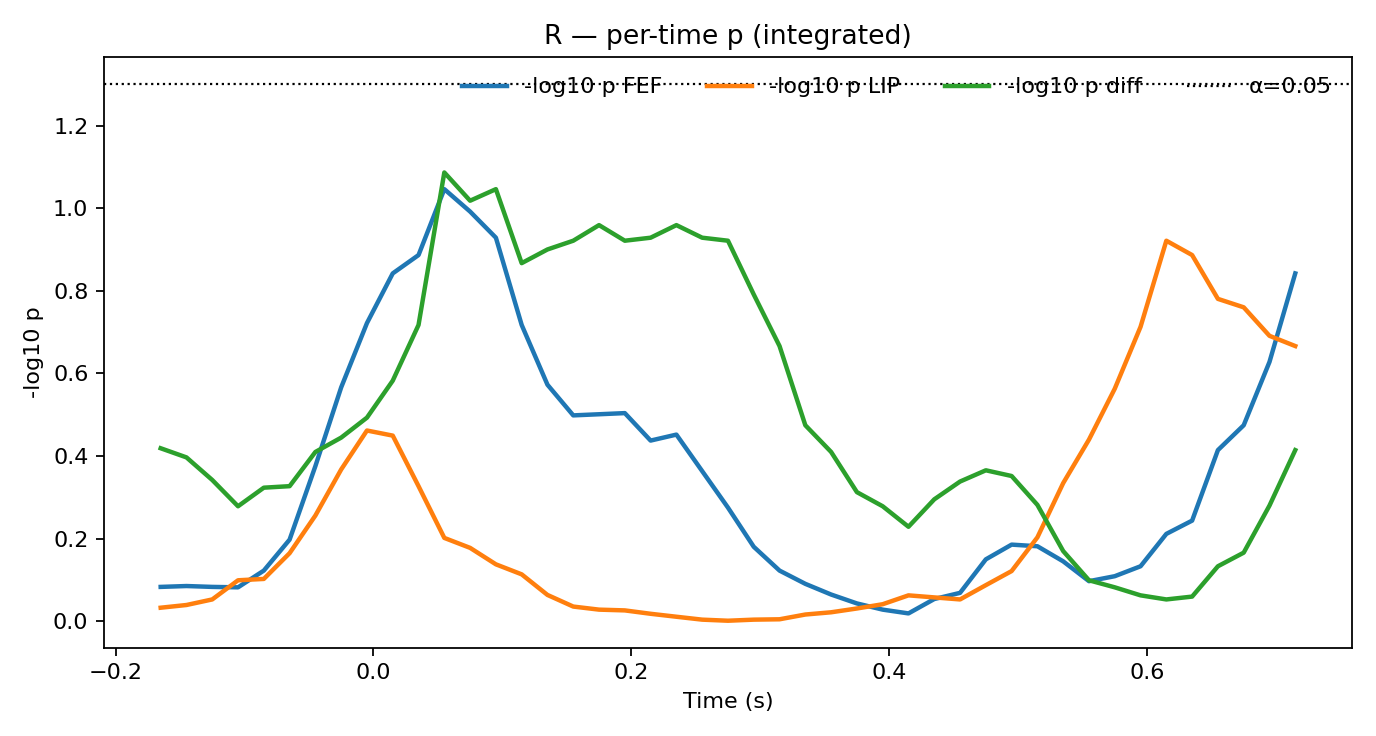 R — per-time p (integrated)
-log10 p FEF -log10 p LIP -log10 p diff α=0.05
-log10 p
1.2
1.0
0.8
0.6
0.4
0.2
0.0
−0.2 0.0 0.2 0.4 0.6
Time (s)